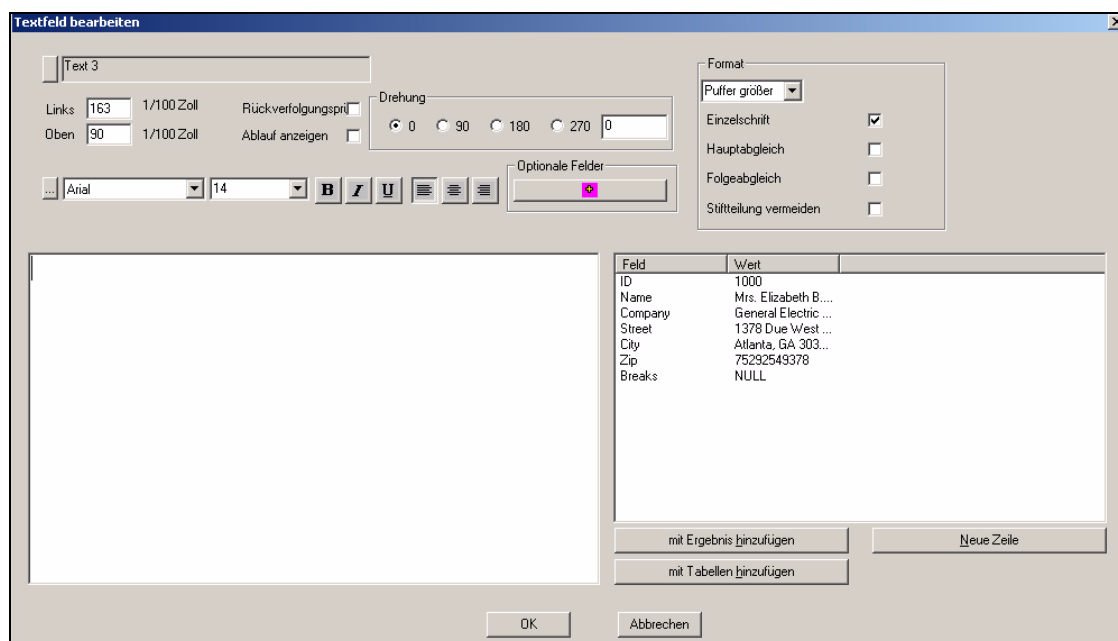 Textfeld bearbeiten
Text 3
Links 163 1/100 Zoll
Oben 90 1/100 Zoll
Rückverfolgungspri
Ablauf anzeigen
Drehung
0 90 180 270 0
Format
Puffer größer
Einzelschrift
Hauptabgleich
Folgeabgleich
Stiftteilung vermeiden
... Arial 14 B I U
Optionale Felder
Feld Wert
ID 1000
Name Mrs. Elizabeth B....
Company General Electric ...
Street 1378 Due West ...
City Atlanta, GA 303...
Zip 75292549378
Breaks NULL
mit Ergebnis hinzufügen
Neue Zeile
mit Tabellen hinzufügen
OK
Abbrechen